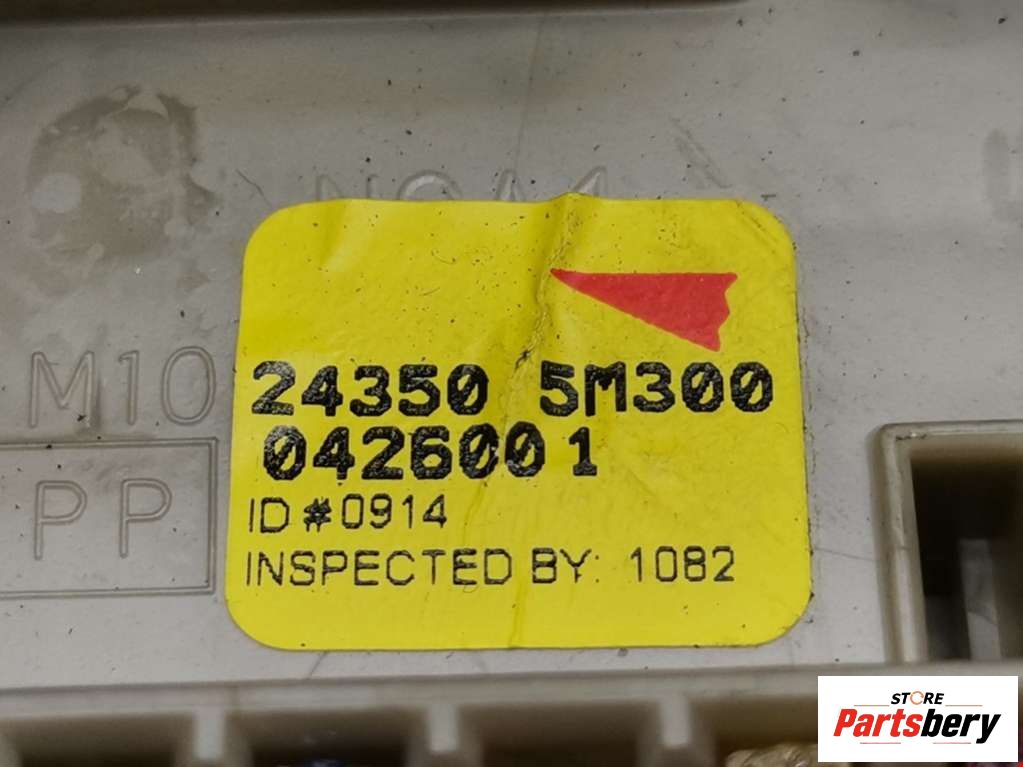 M10
PP
24350 5M300
0426001
ID #0914
INSPECTED BY: 1082
STORE
Partsbery